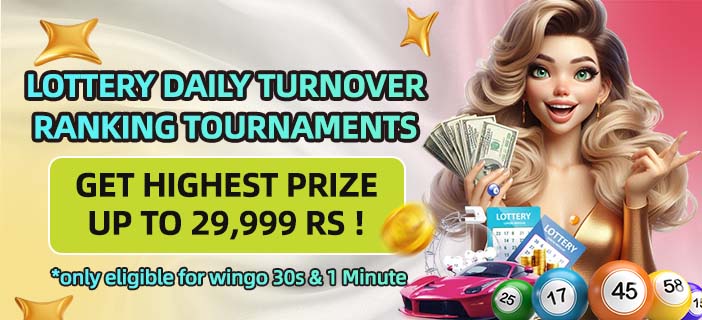 LOTTERY DAILY TURNOVER
RANKING TOURNAMENTS
GET HIGHEST PRIZE
UP TO 29,999 RS !
*only eligible for wingo 30s & 1 Minute
LOTTERY
LOTTERY
25
17
45
58